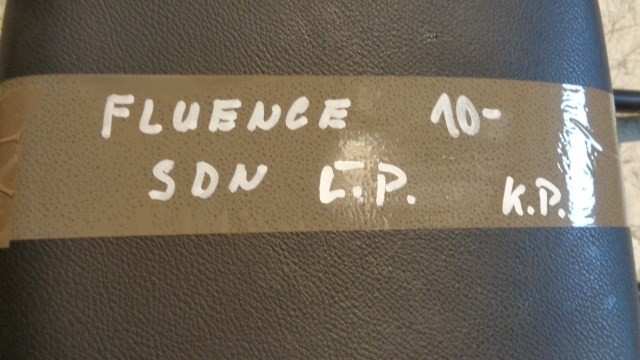 FLUENCE 10-
SDN L.P. K.P.